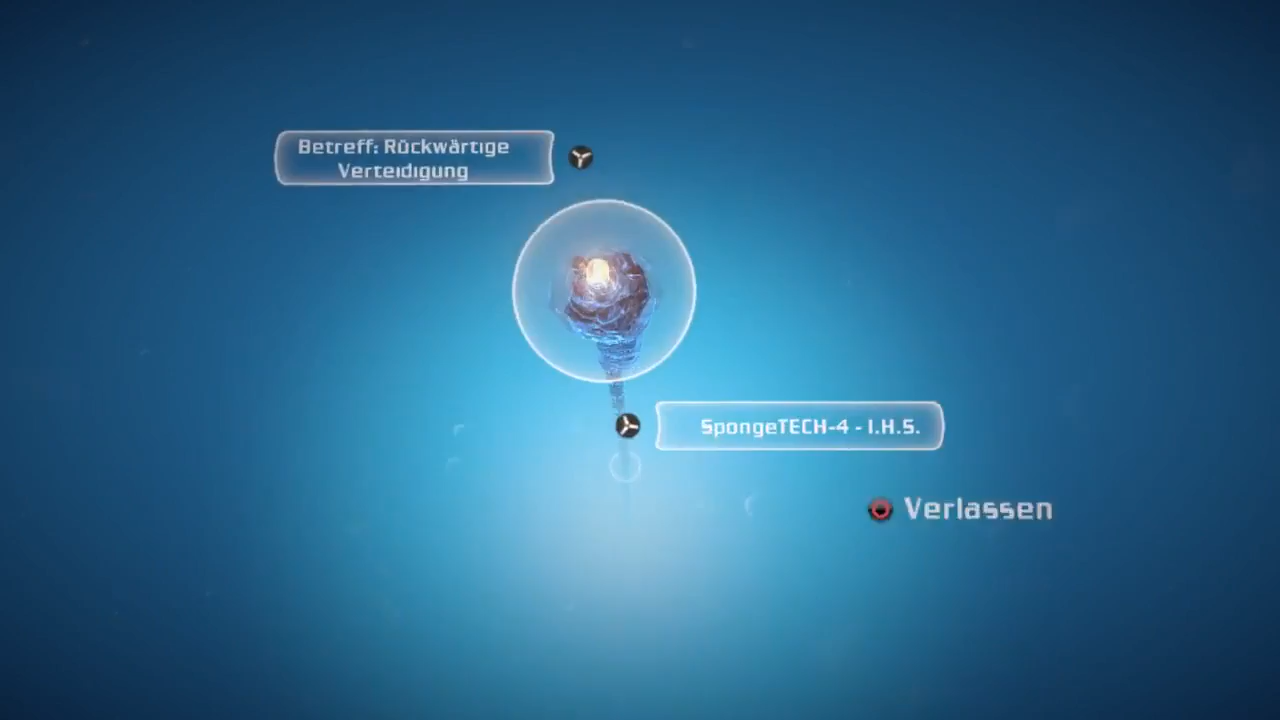 Betreff: Rückwärtige
Verteidigung
SpongeTECH-4 - I.H.S.
Verlassen